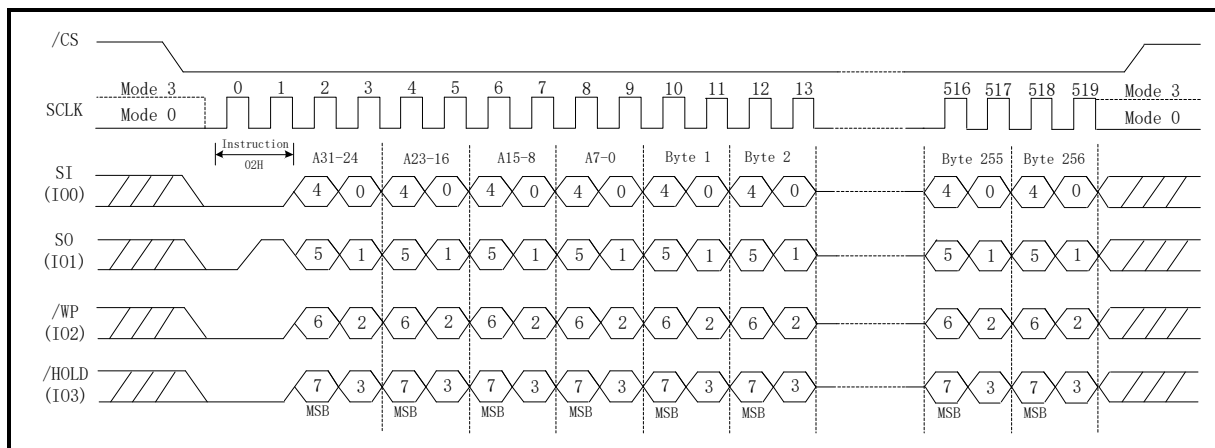 /CS
Mode 3 0 1 2 3 4 5 6 7 8 9 10 11 12 13 516 517 518 519 Mode 3
SCLK
Mode 0 Mode 0
Instruction
02H
A31-24 A23-16 A15-8 A7-0 Byte 1 Byte 2 Byte 255 Byte 256
SI
(IO0)
4 0 4 0 4 0 4 0 4 0 4 0 4 0 4 0
SO
(IO1)
5 1 5 1 5 1 5 1 5 1 5 1 5 1 5 1
/WP
(IO2)
6 2 6 2 6 2 6 2 6 2 6 2 6 2 6 2
/HOLD
(IO3)
7 3 7 3 7 3 7 3 7 3 7 3 7 3 7 3
MSB MSB MSB MSB MSB MSB MSB MSB